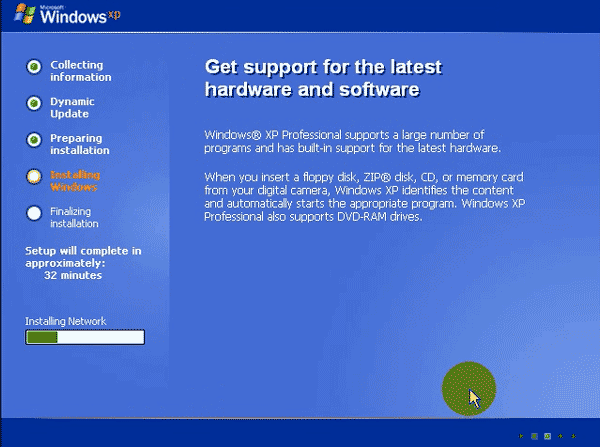 Microsoft
Windows xp
Collecting
information
Dynamic
Update
Preparing
installation
Installing
Windows
Finalizing
installation
Setup will complete in
approximately:
32 minutes
Installing Network
Get support for the latest
hardware and software
Windows® XP Professional supports a large number of
programs and has built-in support for the latest hardware.
When you insert a floppy disk, ZIP® disk, CD, or memory card
from your digital camera, Windows XP identifies the content
and automatically starts the appropriate program. Windows XP
Professional also supports DVD-RAM drives.